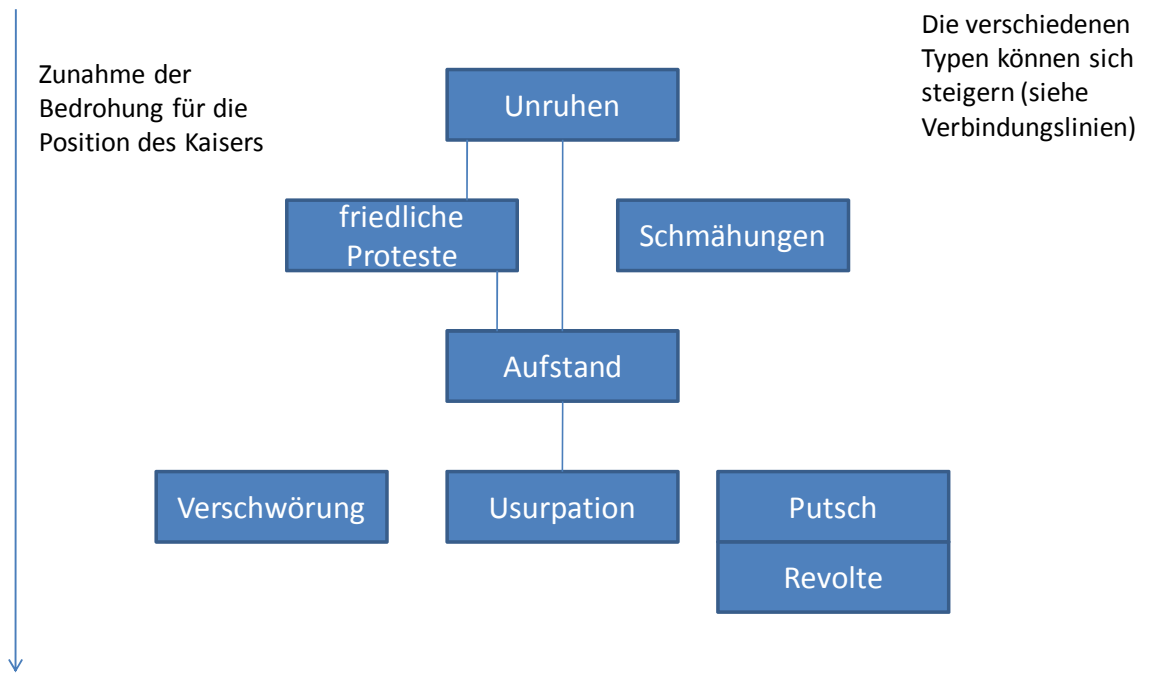 Zunahme der
Bedrohung für die
Position des Kaisers
Die verschiedenen
Typen können sich
steigern (siehe
Verbindungslinien)
Unruhen
friedliche
Proteste
Schmähungen
Aufstand
Verschwörung
Usurpation
Putsch
Revolte